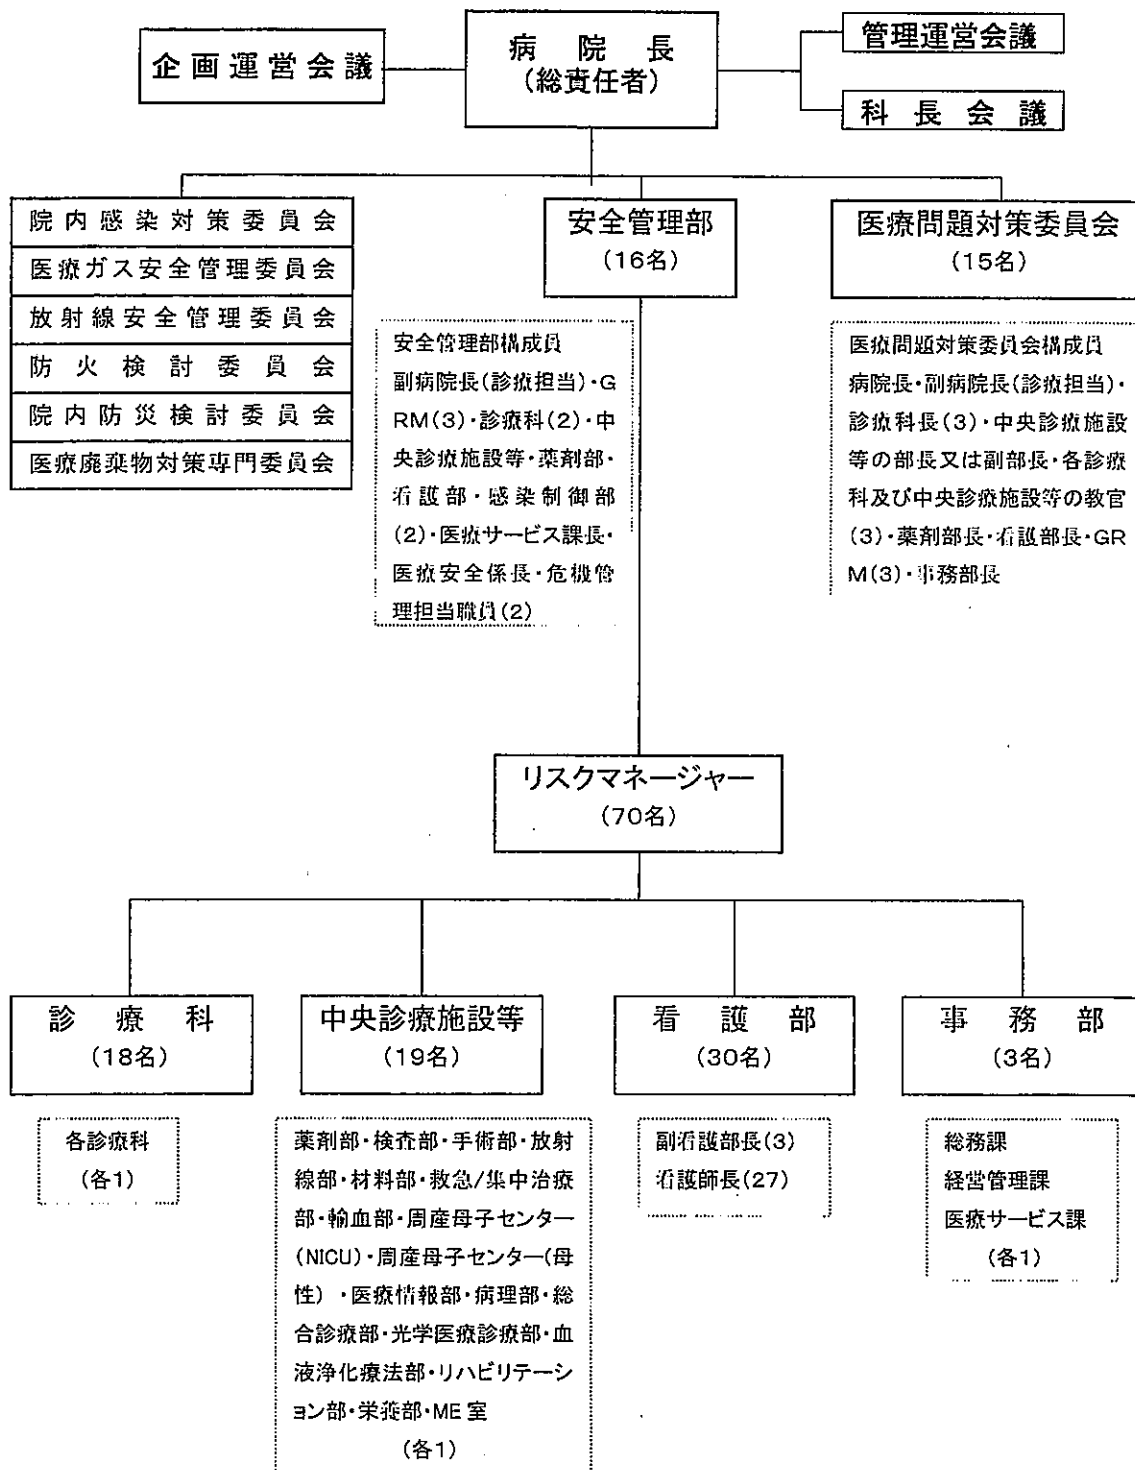 企画運営会議
病院長
(総責任者)
管理運営会議
科長会議
院内感染対策委員会
医療ガス安全管理委員会
放射線安全管理委員会
防火検討委員会
院内防災検討委員会
医療廃棄物対策専門委員会
安全管理部
(16名)
医療問題対策委員会
(15名)
安全管理部構成員
副病院長(診療担当)・G
RM(3)・診療科(2)・中
央診療施設等・薬剤部・
看護部・感染制御部
(2)・医療サービス課長・
医療安全係長・危機管
理担当職員(2)
医療問題対策委員会構成員
病院長・副病院長(診療担当)・
診療科長(3)・中央診療施設
等の部長又は副部長・各診療
科及び中央診療施設等の教官
(3)・薬剤部長・看護部長・GR
M(3)・事務部長
リスクマネージャー
(70名)
診療科
(18名)
中央診療施設等
(19名)
看護部
(30名)
事務部
(3名)
各診療科
(各1)
薬剤部・検査部・手術部・放射
線部・材料部・救急/集中治療
部・輸血部・周産母子センター
(NICU)・周産母子センター(母
性)・医療情報部・病理部・総
合診療部・光学医療診療部・血
液浄化療法部・リハビリテーシ
ョン部・栄養部・ME室
(各1)
副看護部長(3)
看護師長(27)
総務課
経営管理課
医療サービス課
(各1)